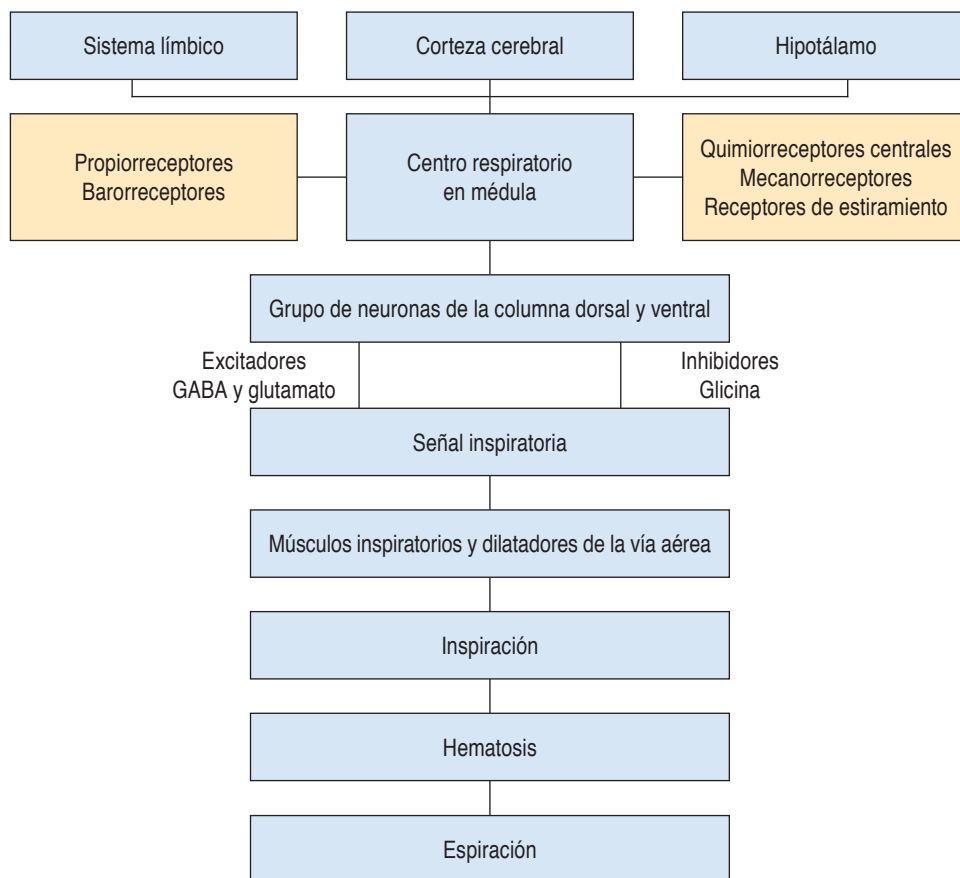 Sistema límbico
Corteza cerebral
Hipotálamo
Propiorreceptores
Barorreceptores
Centro respiratorio
en médula
Quimiorreceptores centrales
Mecanorreceptores
Receptores de estiramiento
Grupo de neuronas de la columna dorsal y ventral
Excitadores
GABA y glutamato
Inhibidores
Glicina
Señal inspiratoria
Músculos inspiratorios y dilatadores de la vía aérea
Inspiración
Hematosis
Espiración